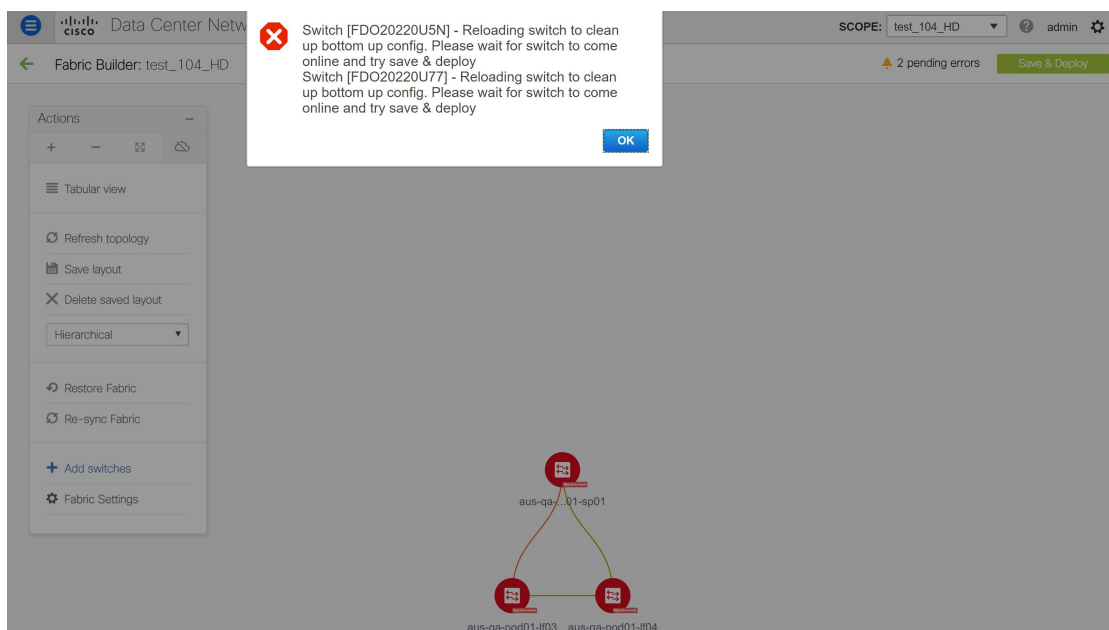 cisco
Data Center Netw
SCOPE: test_104_HD
admin
Fabric Builder: test_104_HD
2 pending errors
Save & Deploy
Switch [FDO20220U5N] - Reloading switch to clean
up bottom up config. Please wait for switch to come
online and try save & deploy
Switch [FDO20220U77] - Reloading switch to clean
up bottom up config. Please wait for switch to come
online and try save & deploy
OK
Actions
Tabular view
Refresh topology
Save layout
Delete saved layout
Hierarchical
Restore Fabric
Re-sync Fabric
Add switches
Fabric Settings
aus-qa-...01-sp01
aus-qa-pod01-lf03
aus-qa-pod01-lf04